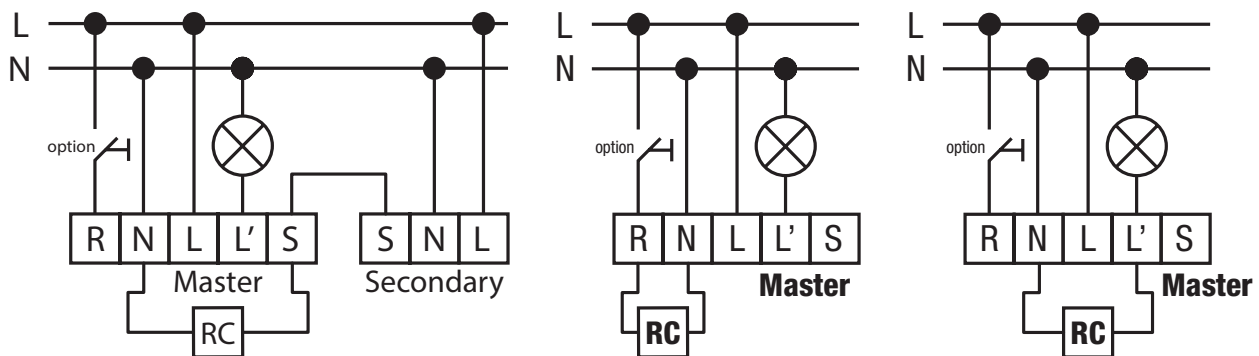 L
N
option
R N L L' S S N L
Master Secondary
RC
L
N
option
R N L L' S
Master
RC
L
N
option
R N L L' S
Master
RC